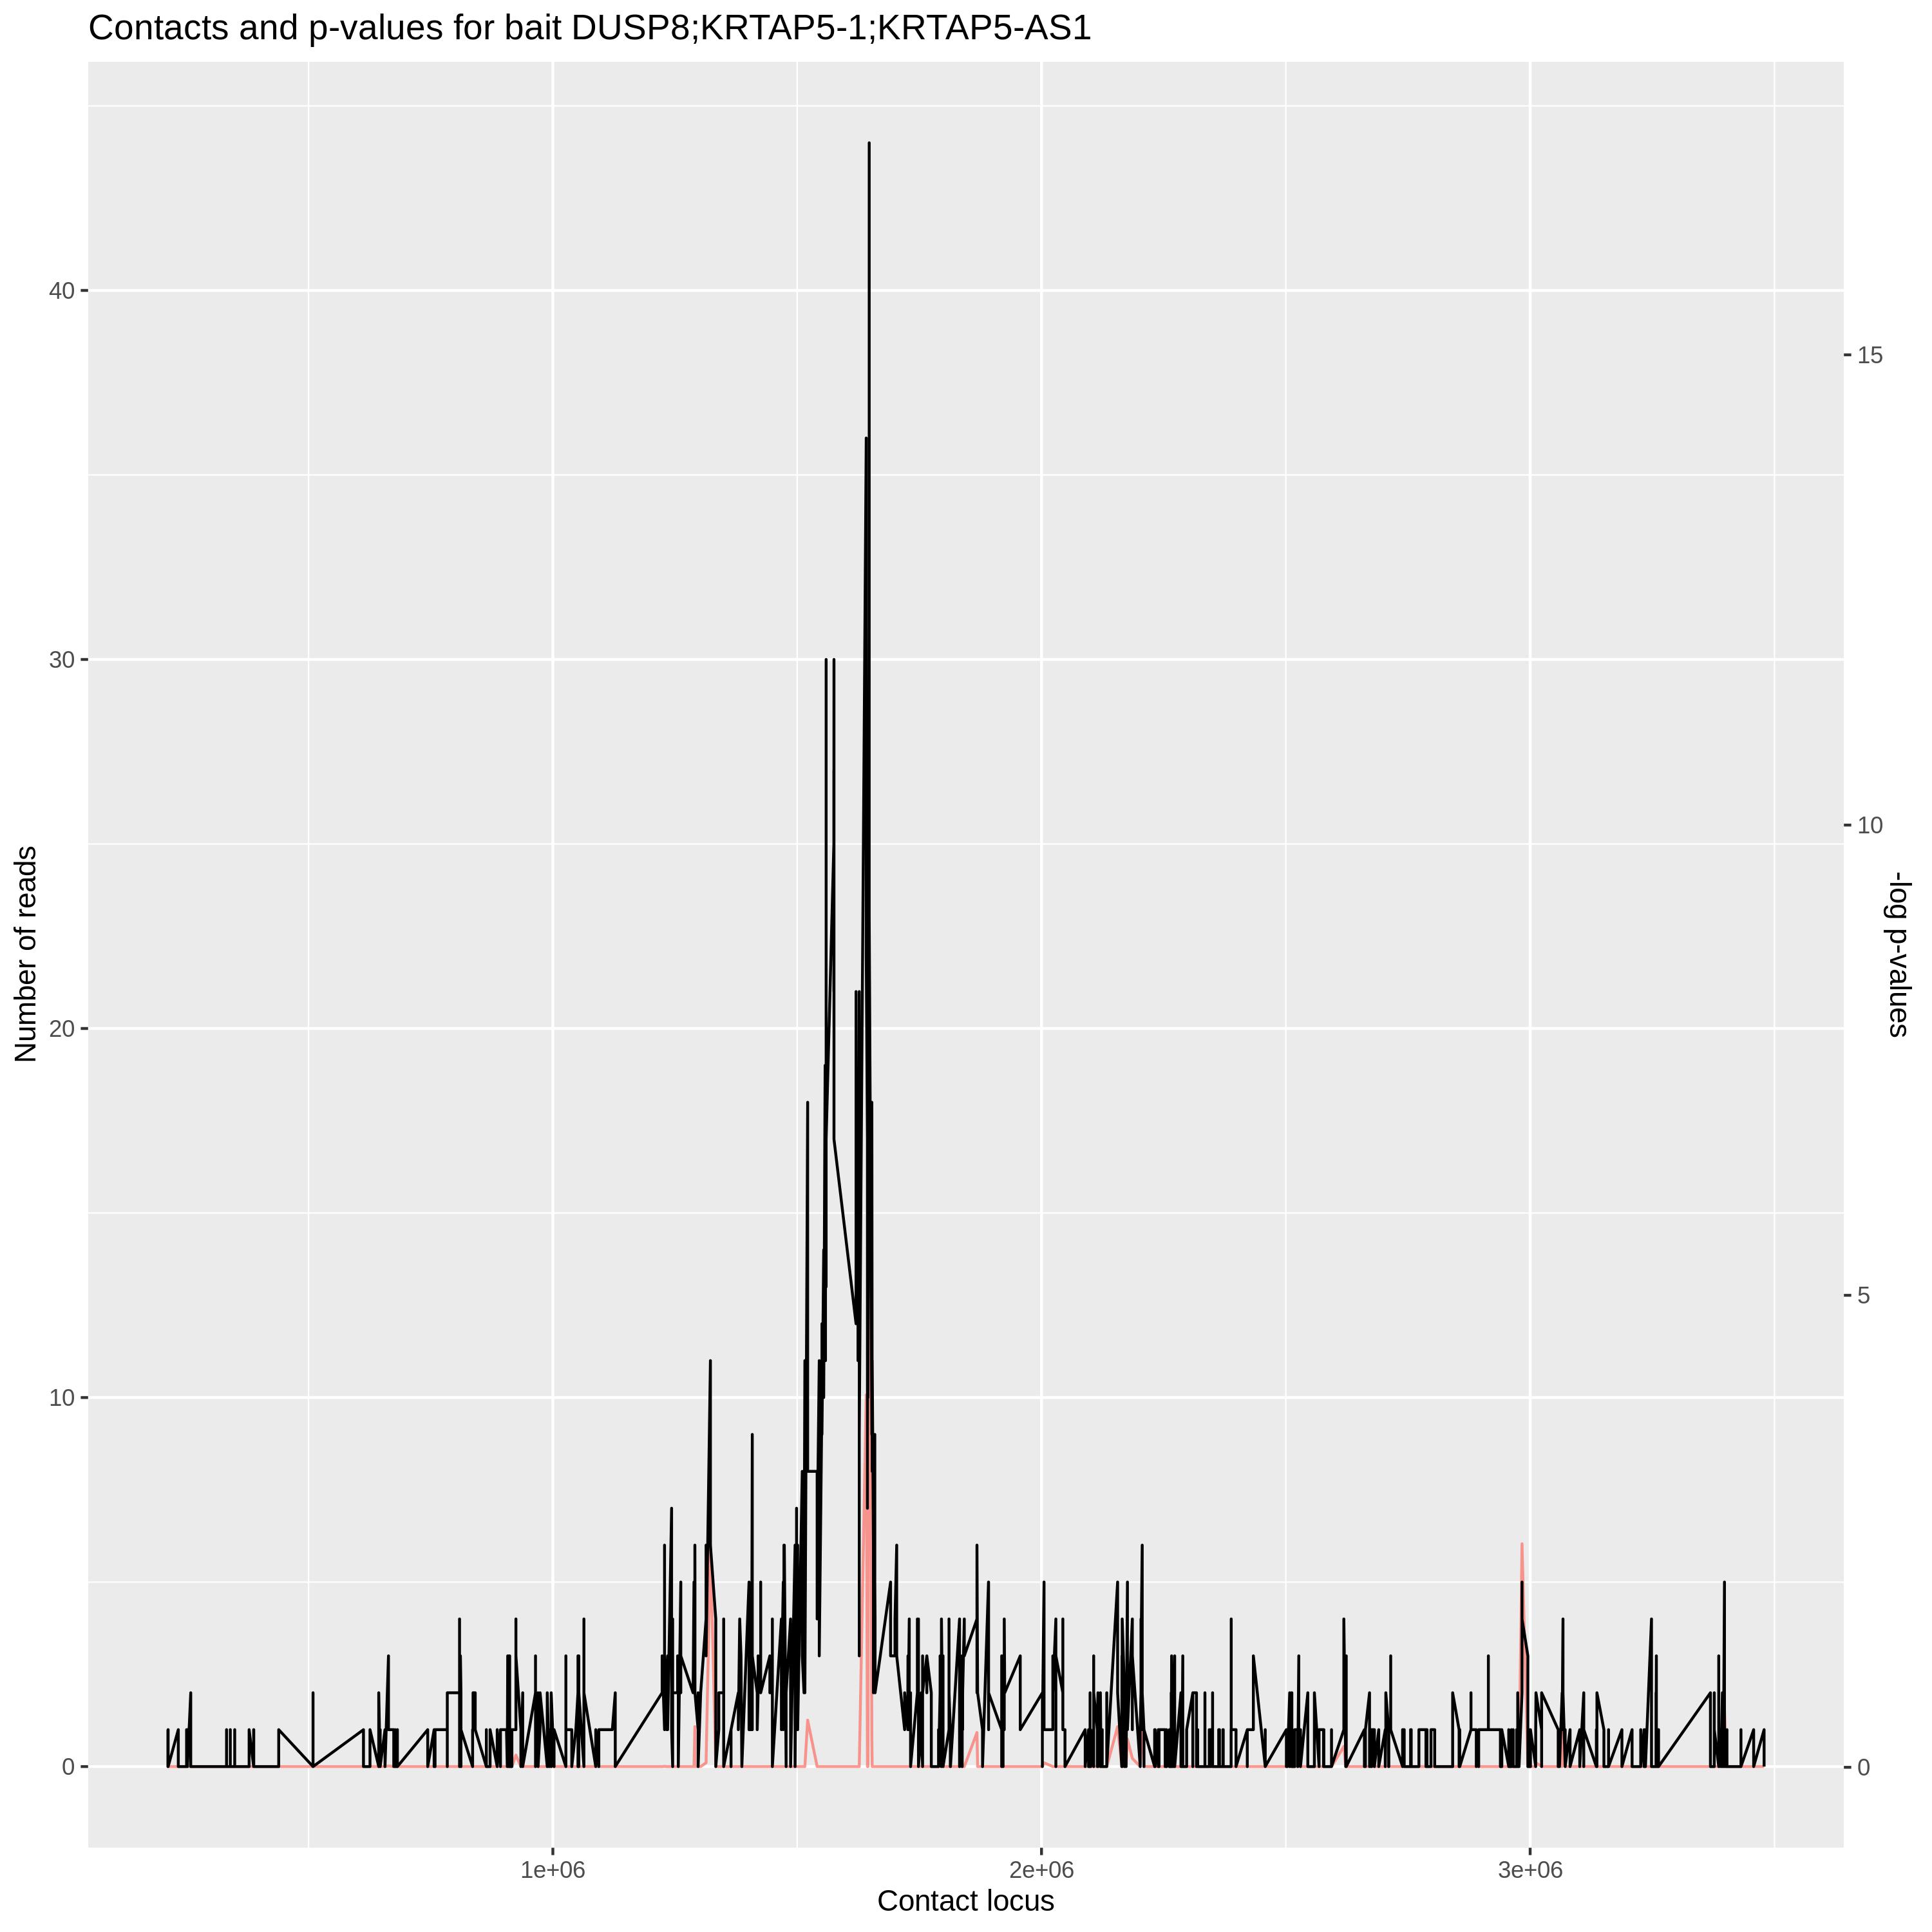 Contacts and p-values for bait DUSP8;KRTAP5-1;KRTAP5-AS1
40
30
20
10
0
Number of reads
15
10
5
0
-log p-values
1e+06
2e+06
3e+06
Contact locus